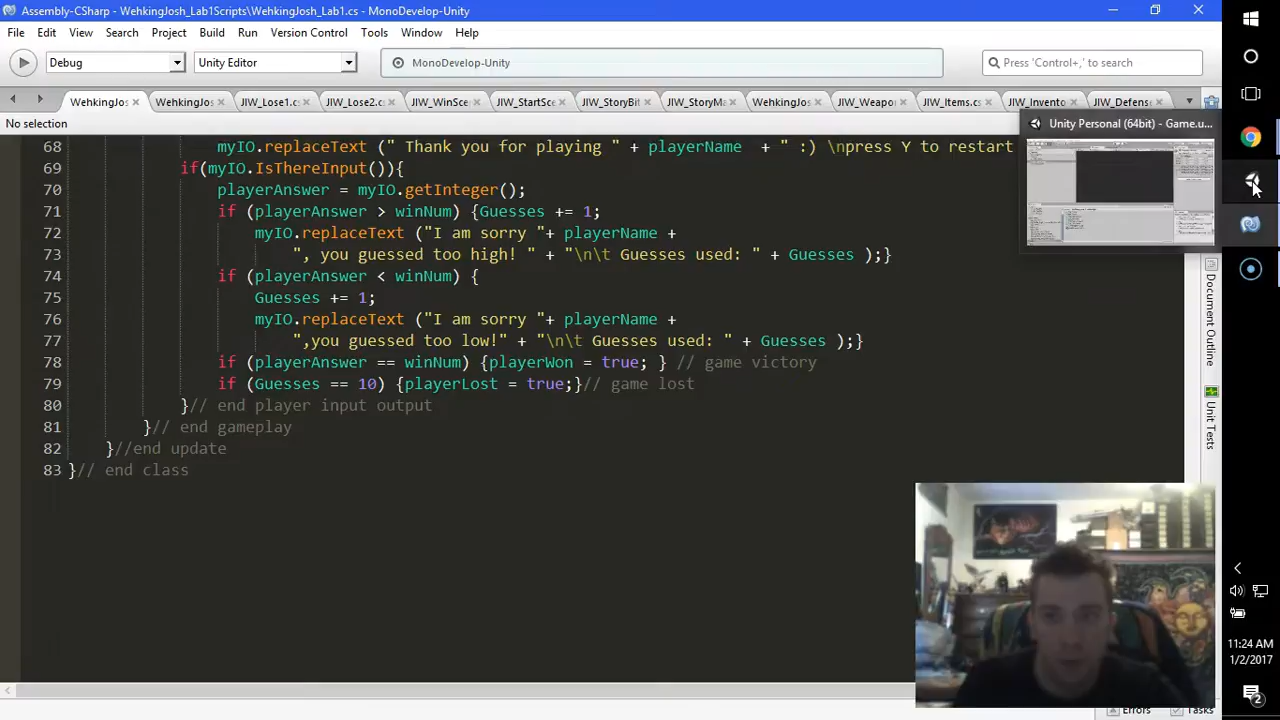 Assembly-CSharp - WehkingJosh_Lab1Scripts\WehkingJosh_Lab1.cs - MonoDevelop-Unity
File Edit View Search Project Build Run Version Control Tools Window Help
Debug Unity Editor MonoDevelop-Unity Press 'Control+,' to search
WehkingJos WehkingJos JIW_Lose1.cs JIW_Lose2.cs JIW_WinSce JIW_StartSce JIW_StoryBit JIW_StoryMa WehkingJos JIW_Weapo JIW_Items.cs JIW_Invento JIW_Defens
No selection
Unity Personal (64bit) - Game.u...
68 myIO.replaceText (" Thank you for playing " + playerName + " :) \npress Y to restart
69 if(myIO.IsThereInput()){
70 playerAnswer = myIO.getInteger();
71 if (playerAnswer > winNum) {Guesses += 1;
72 myIO.replaceText ("I am sorry "+ playerName +
73 ", you guessed too high! " + "\n\t Guesses used: " + Guesses );}
74 if (playerAnswer < winNum) {
75 Guesses += 1;
76 myIO.replaceText ("I am sorry "+ playerName +
77 ",you guessed too low!" + "\n\t Guesses used: " + Guesses );}
78 if (playerAnswer == winNum) {playerWon = true; } // game victory
79 if (Guesses == 10) {playerLost = true;}// game lost
80 }// end player input output
81 }// end gameplay
82 }//end update
83 }// end class
Document Outline
Unit Tests
Errors Tasks
11:24 AM
1/2/2017
2